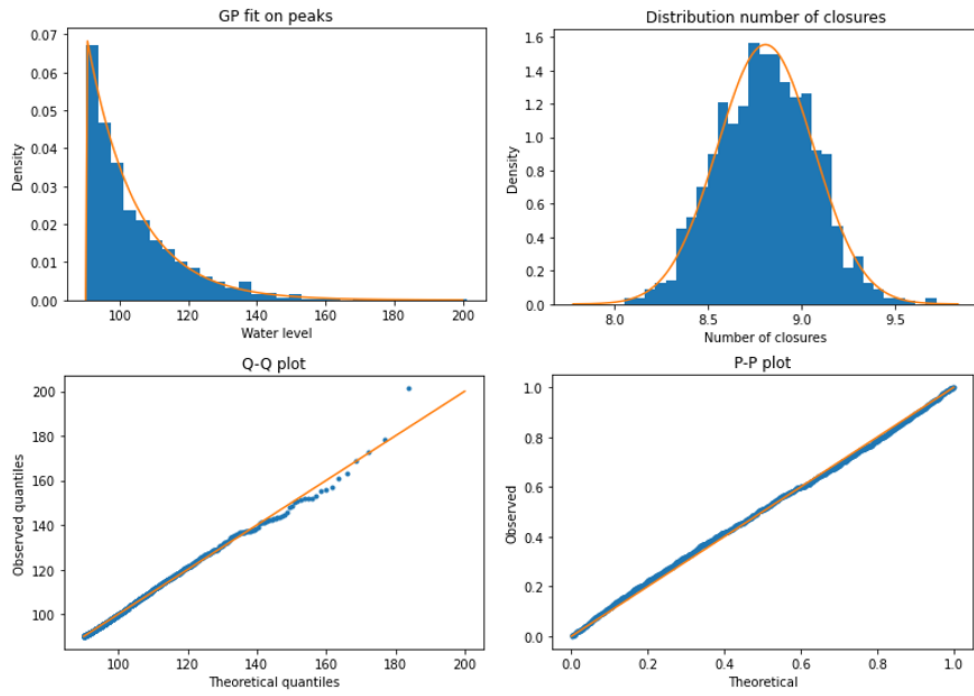 GP fit on peaks
Density
0.07
0.06
0.05
0.04
0.03
0.02
0.01
0.00
100 120 140 160 180 200
Water level
Distribution number of closures
Density
1.6
1.4
1.2
1.0
0.8
0.6
0.4
0.2
0.0
8.0 8.5 9.0 9.5
Number of closures
Q-Q plot
Observed quantiles
200
180
160
140
120
100
100 120 140 160 180 200
Theoretical quantiles
P-P plot
Observed
1.0
0.8
0.6
0.4
0.2
0.0
0.0 0.2 0.4 0.6 0.8 1.0
Theoretical